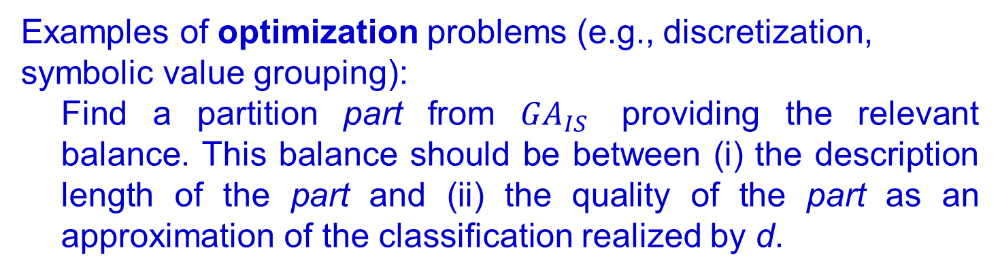 Examples of optimization problems (e.g., discretization,
symbolic value grouping):
Find a partition part from GA_IS providing the relevant
balance. This balance should be between (i) the description
length of the part and (ii) the quality of the part as an
approximation of the classification realized by d.